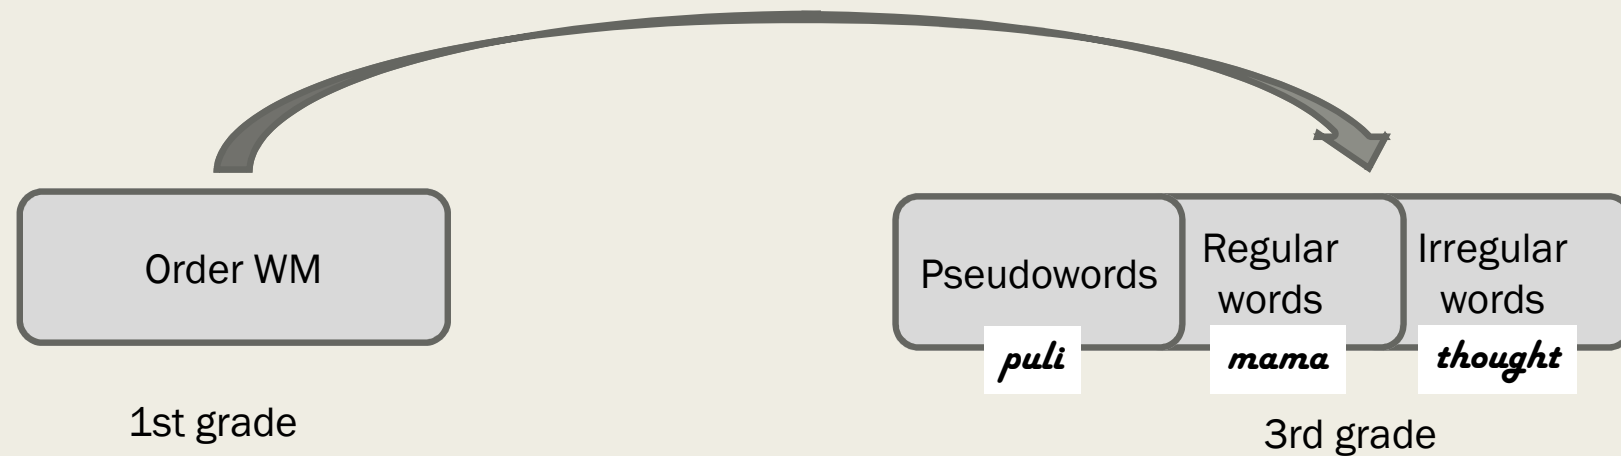 Order WM
1st grade
Pseudowords
puli
Regular
words
mama
Irregular
words
thought
3rd grade